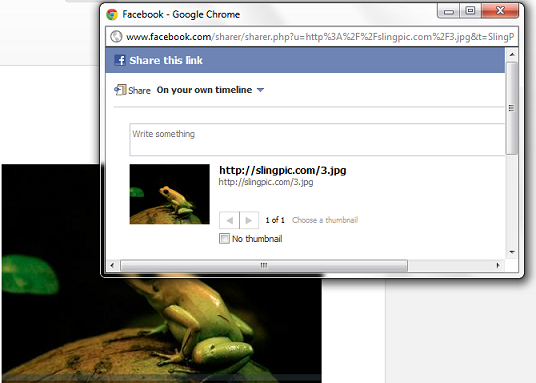 Facebook - Google Chrome
www.facebook.com/sharer/sharer.php?u=http%3A%2F%2Fslingpic.com%2F3.jpg&t=SlingP
Share this link
Share On your own timeline
Write something
http://slingpic.com/3.jpg
http://slingpic.com/3.jpg
1 of 1 Choose a thumbnail
No thumbnail